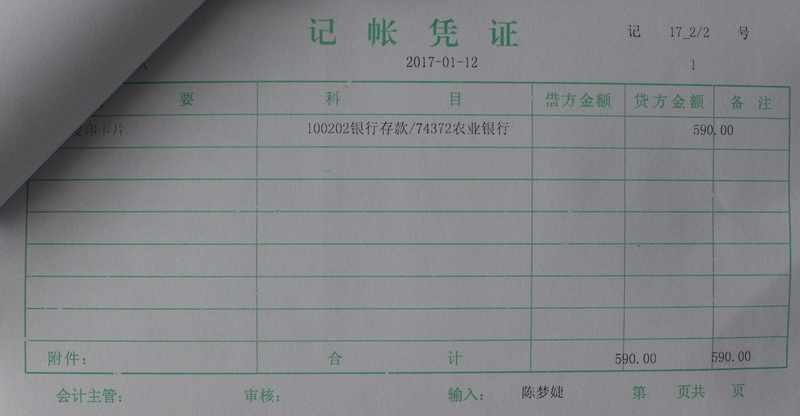 记帐凭证
记 17_2/2 号
2017-01-12 1
要 科目 借方金额 贷方金额 备注
印卡片 100202银行存款/74372农业银行 590.00
附件: 合计 590.00 590.00
会计主管: 审核: 输入: 陈梦婕 第 页共 页